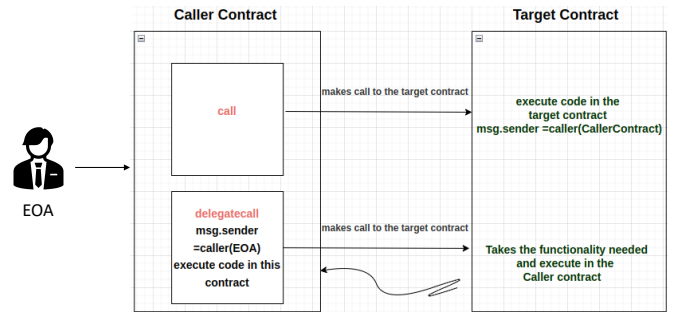 Caller Contract
Target Contract
call
makes call to the target contract
execute code in the
target contract
msg.sender =caller(CallerContract)
EOA
delegatecall
msg.sender
=caller(EOA)
execute code in this
contract
makes call to the target contract
Takes the functionality needed
and execute in the
Caller contract